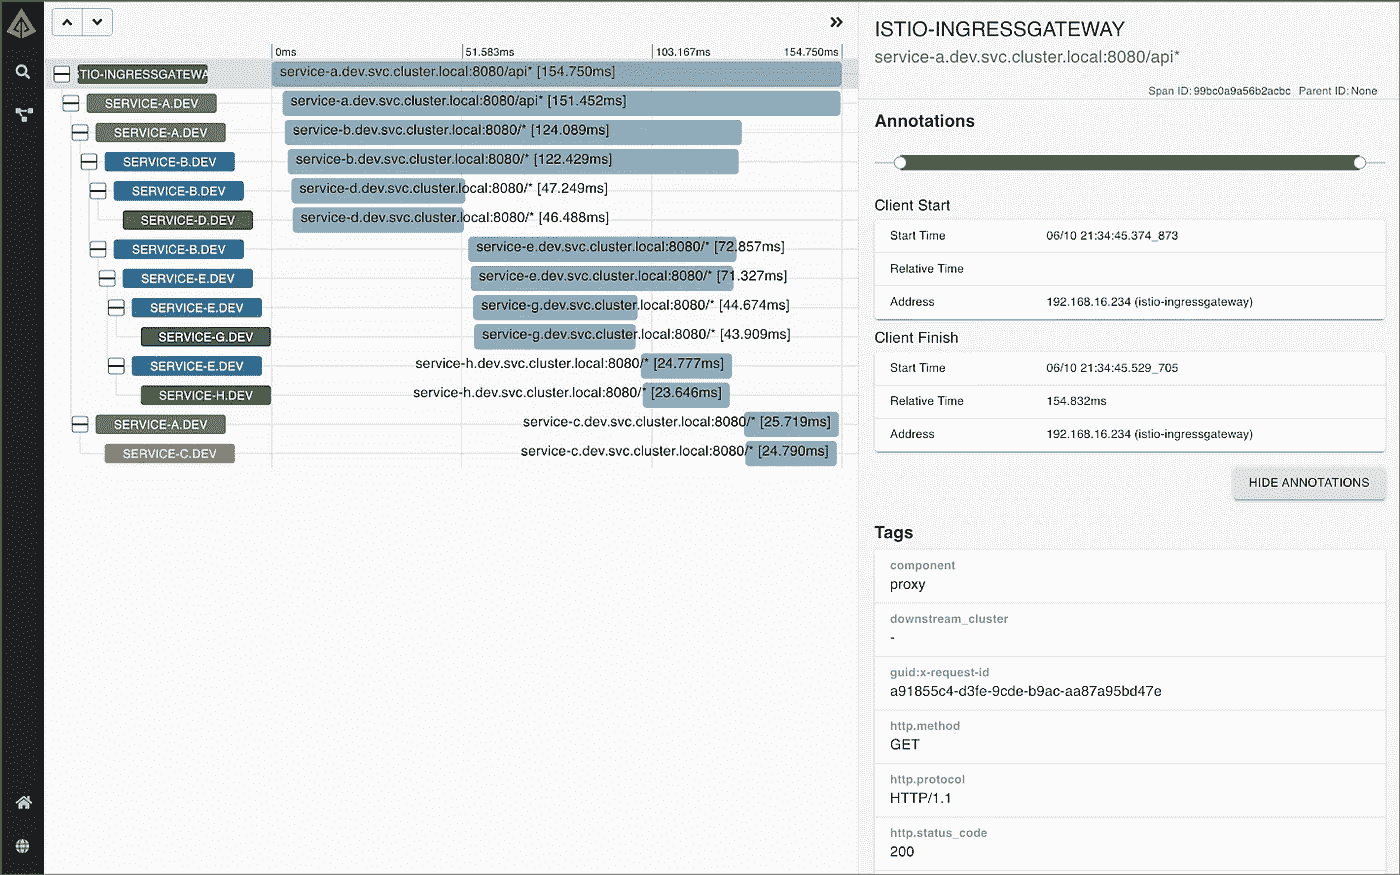 0ms 51.583ms 103.167ms 154.750ms
STIO-INGRESSGATEWA service-a.dev.svc.cluster.local:8080/api* [154.750ms]
SERVICE-A.DEV service-a.dev.svc.cluster.local:8080/api* [151.452ms]
SERVICE-A.DEV service-b.dev.svc.cluster.local:8080/* [124.089ms]
SERVICE-B.DEV service-b.dev.svc.cluster.local:8080/* [122.429ms]
SERVICE-B.DEV service-d.dev.svc.cluster.local:8080/* [47.249ms]
SERVICE-D.DEV service-d.dev.svc.cluster.local:8080/* [46.488ms]
SERVICE-B.DEV service-e.dev.svc.cluster.local:8080/* [72.857ms]
SERVICE-E.DEV service-e.dev.svc.cluster.local:8080/* [71.327ms]
SERVICE-E.DEV service-g.dev.svc.cluster.local:8080/* [44.674ms]
SERVICE-G.DEV service-g.dev.svc.cluster.local:8080/* [43.909ms]
SERVICE-E.DEV service-h.dev.svc.cluster.local:8080/* [24.777ms]
SERVICE-H.DEV service-h.dev.svc.cluster.local:8080/* [23.646ms]
SERVICE-A.DEV service-c.dev.svc.cluster.local:8080/* [25.719ms]
SERVICE-C.DEV service-c.dev.svc.cluster.local:8080/* [24.790ms]
ISTIO-INGRESSGATEWAY
service-a.dev.svc.cluster.local:8080/api*
Span ID: 99bc0a9a56b2acbc Parent ID: None
Annotations
Client Start
Start Time 06/10 21:34:45.374_873
Relative Time
Address 192.168.16.234 (istio-ingressgateway)
Client Finish
Start Time 06/10 21:34:45.529_705
Relative Time 154.832ms
Address 192.168.16.234 (istio-ingressgateway)
HIDE ANNOTATIONS
Tags
component
proxy
downstream_cluster
-
guid:x-request-id
a91855c4-d3fe-9cde-b9ac-aa87a95bd47e
http.method
GET
http.protocol
HTTP/1.1
http.status_code
200